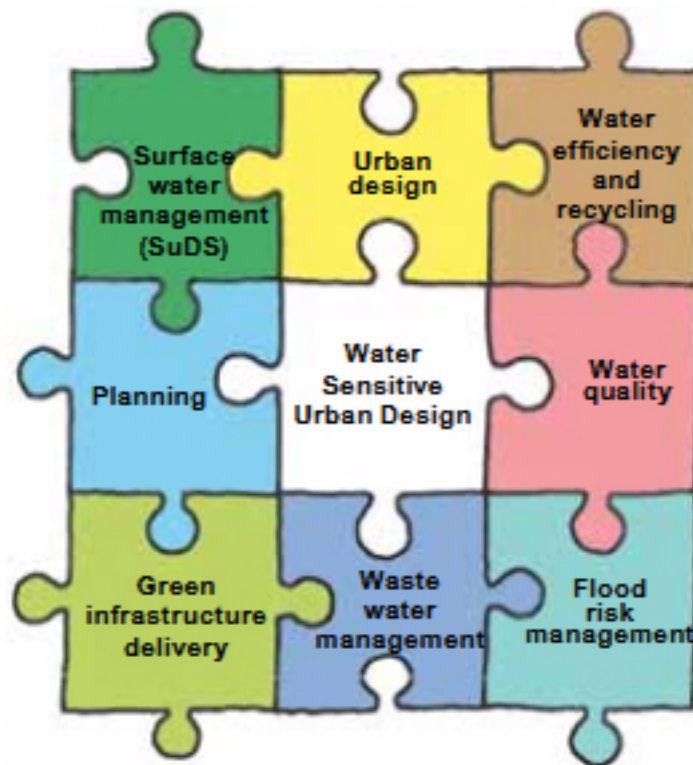 Surface
water
management
(SuDS)
Urban
design
Water
efficiency
and
recycling
Planning
Water
Sensitive
Urban Design
Water
quality
Green
infrastructure
delivery
Waste
water
management
Flood
risk
management